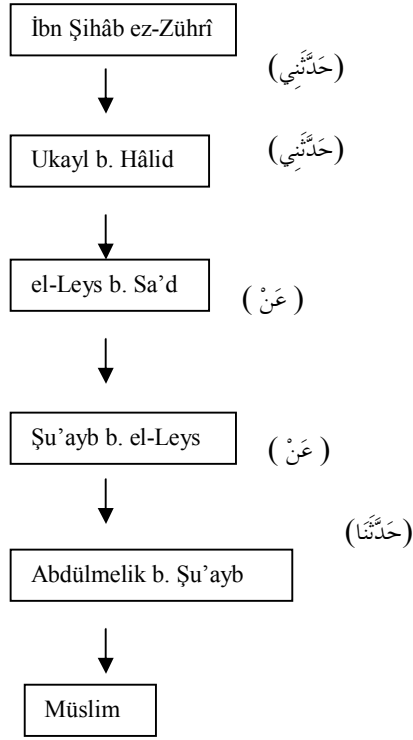 İbn Şihâb ez-Zührî
(حَدَّثَنِي)
Ukayl b. Hâlid
(حَدَّثَنِي)
el-Leys b. Sa’d
( عَنْ )
Şu’ayb b. el-Leys
( عَنْ )
(حَدَّثَنَا)
Abdülmelik b. Şu’ayb
Müslim